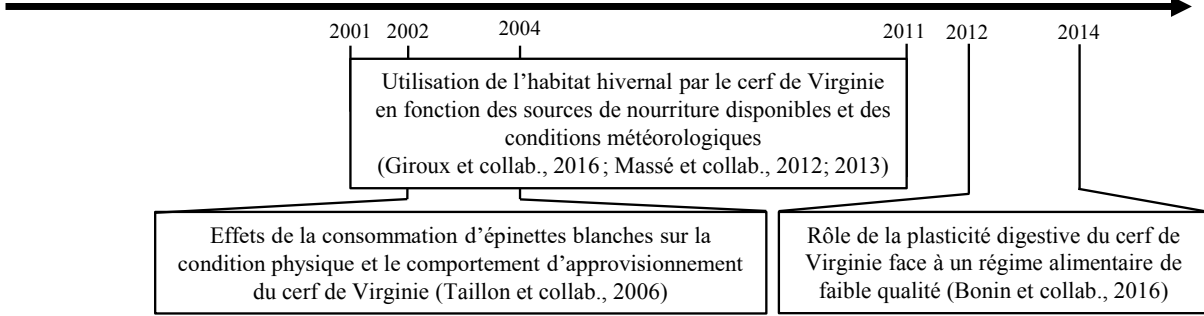 2001 2002 2004 2011 2012 2014
Utilisation de l’habitat hivernal par le cerf de Virginie
en fonction des sources de nourriture disponibles et des
conditions météorologiques
(Giroux et collab., 2016 ; Massé et collab., 2012; 2013)
Effets de la consommation d’épinettes blanches sur la
condition physique et le comportement d’approvisionnement
du cerf de Virginie (Taillon et collab., 2006)
Rôle de la plasticité digestive du cerf de
Virginie face à un régime alimentaire de
faible qualité (Bonin et collab., 2016)